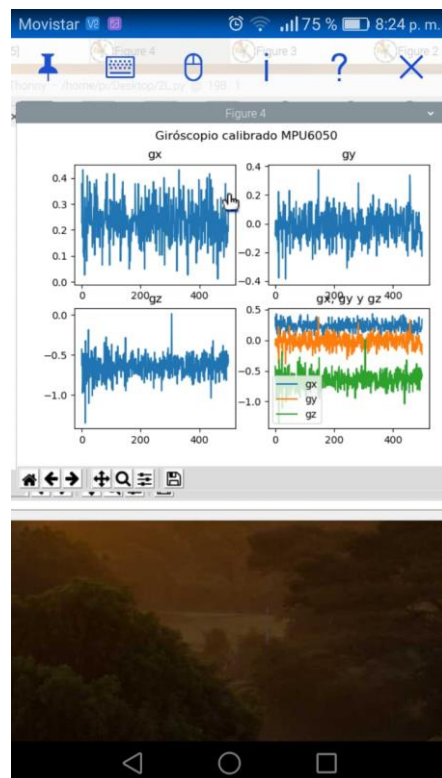 Movistar 75 % 8:24 p. m.
Figure 4 Figure 3 Figure 2
Thonny - /home/pi/Desktop/2L.py @ 198 : 1
i ?
Figure 4
Giróscopio calibrado MPU6050
gx gy
0.4
0.3
0.2
0.1
0.0
0 200 400
0.4
0.2
0.0
−0.2
−0.4
0 200 400
gz gx, gy y gz
0.0
−0.5
−1.0
0 200 400
0.5
0.0
−0.5
−1.0
gx
gy
gz
0 200 400